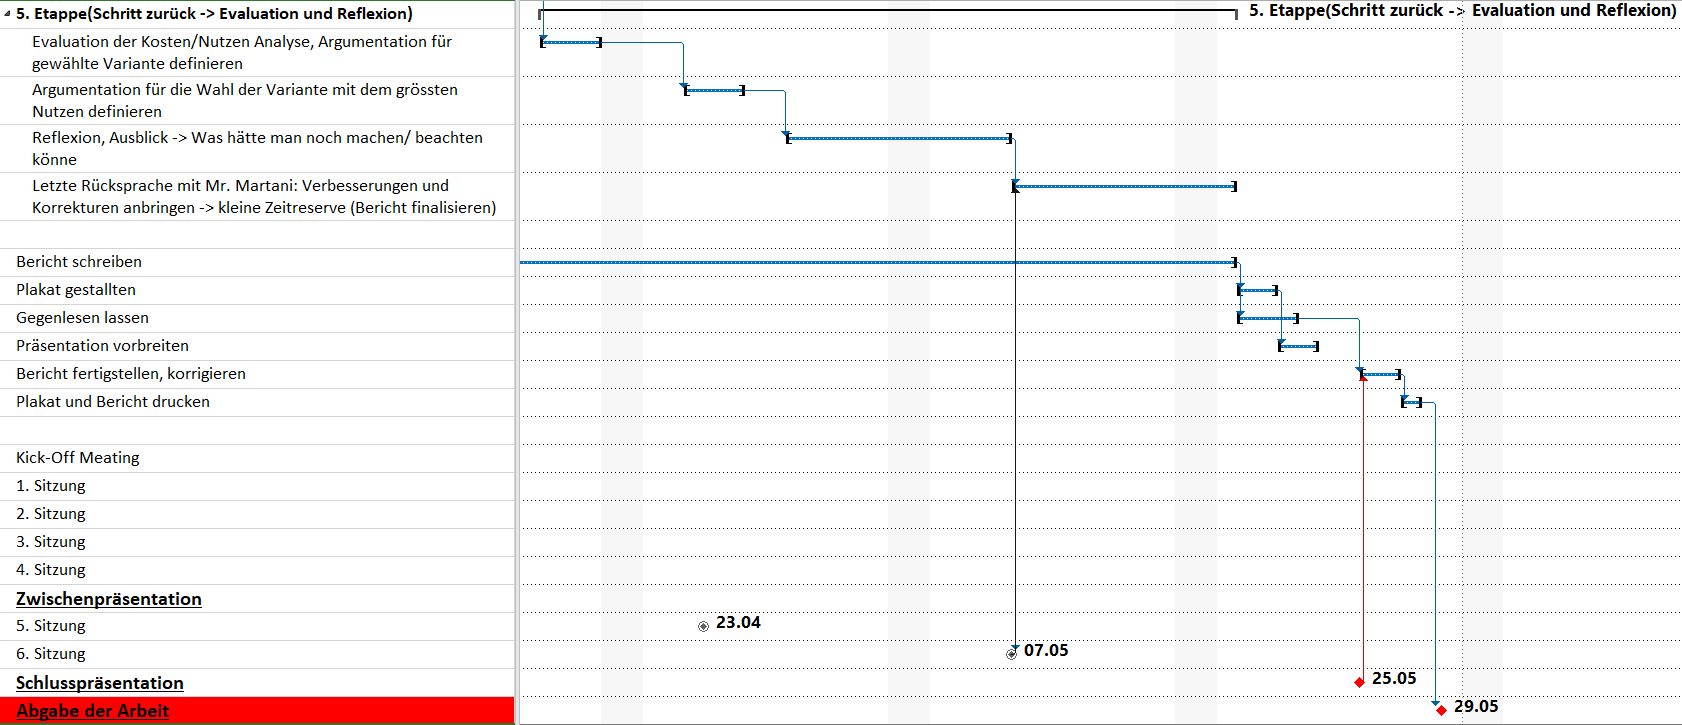 5. Etappe(Schritt zurück -> Evaluation und Reflexion)
5. Etappe(Schritt zurück -> Evaluation und Reflexion)
Evaluation der Kosten/Nutzen Analyse, Argumentation für
gewählte Variante definieren
Argumentation für die Wahl der Variante mit dem grössten
Nutzen definieren
Reflexion, Ausblick -> Was hätte man noch machen/ beachten
könne
Letzte Rücksprache mit Mr. Martani: Verbesserungen und
Korrekturen anbringen -> kleine Zeitreserve (Bericht finalisieren)
Bericht schreiben
Plakat gestallten
Gegenlesen lassen
Präsentation vorbreiten
Bericht fertigstellen, korrigieren
Plakat und Bericht drucken
Kick-Off Meating
1. Sitzung
2. Sitzung
3. Sitzung
4. Sitzung
Zwischenpräsentation
5. Sitzung
23.04
6. Sitzung
07.05
Schlusspräsentation
25.05
Abgabe der Arbeit
29.05